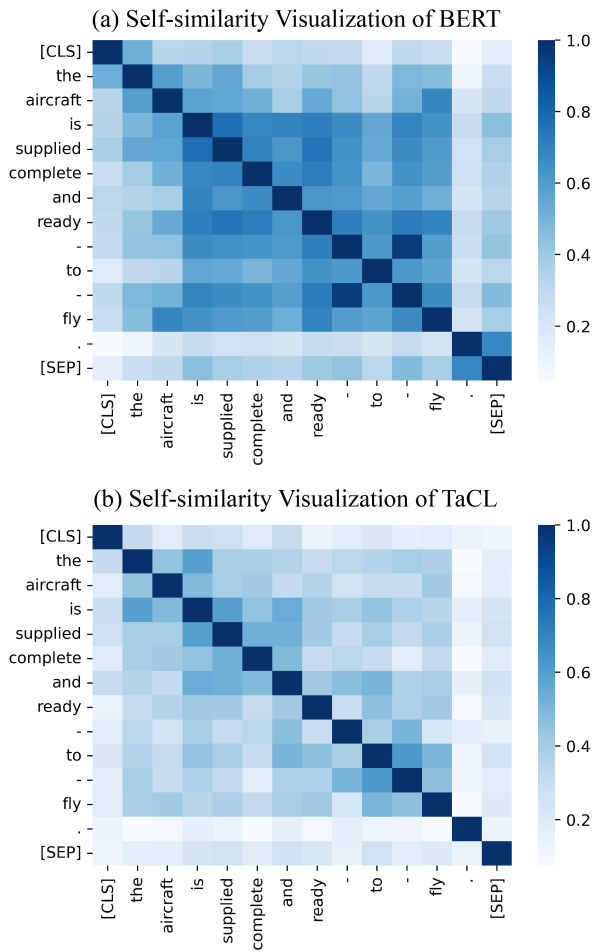 (a) Self-similarity Visualization of BERT
[CLS]
the
aircraft
is
supplied
complete
and
ready
-
to
-
fly
.
[SEP]
[CLS] the aircraft is supplied complete and ready - to - fly . [SEP]
1.0
0.8
0.6
0.4
0.2
(b) Self-similarity Visualization of TaCL
[CLS]
the
aircraft
is
supplied
complete
and
ready
-
to
-
fly
.
[SEP]
[CLS] the aircraft is supplied complete and ready - to - fly . [SEP]
1.0
0.8
0.6
0.4
0.2